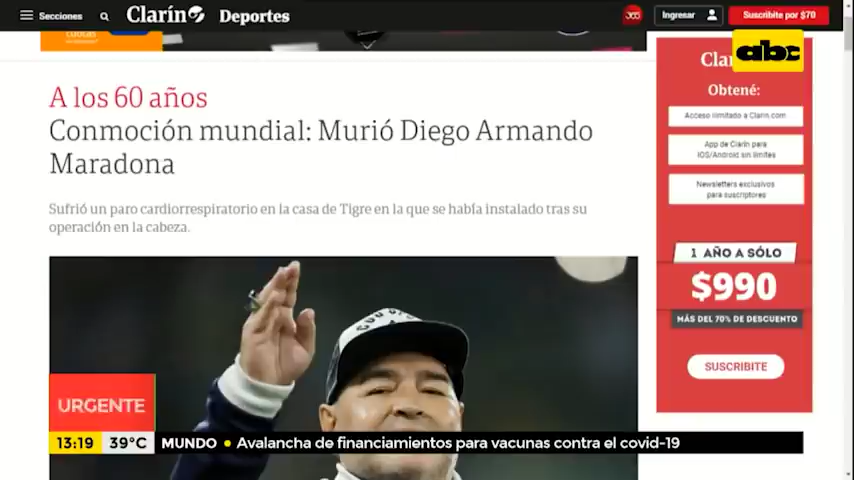 Secciones
Clarín
Deportes
365
Ingresar
Suscribite por $70
abc
A los 60 años
Conmoción mundial: Murió Diego Armando
Maradona
Sufrió un paro cardiorrespiratorio en la casa de Tigre en la que se había instalado tras su
operación en la cabeza.
Obtené:
Acceso ilimitado a Clarin.com
App de Clarín para
IOS/Android sin límites
Newsletters exclusivos
para suscriptores
1 AÑO A SÓLO
$990
MÁS DEL 70% DE DESCUENTO
SUSCRIBITE
URGENTE
13:19 39°C MUNDO • Avalancha de financiamientos para vacunas contra el covid-19